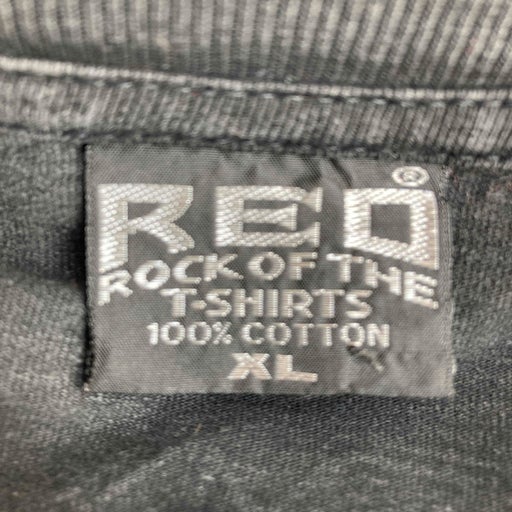 RED®
ROCK OF THE
T-SHIRTS
100% COTTON
XL